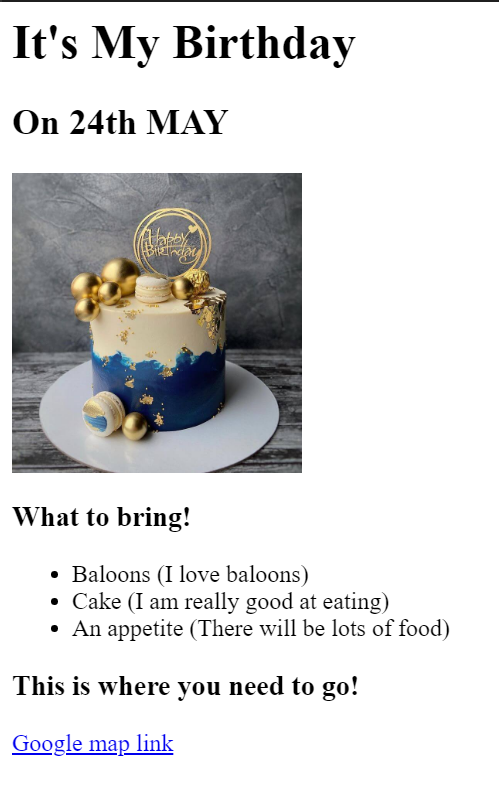 It's My Birthday
On 24th MAY
Happy
Birthday
What to bring!
Baloons (I love baloons)
Cake (I am really good at eating)
An appetite (There will be lots of food)
This is where you need to go!
Google map link